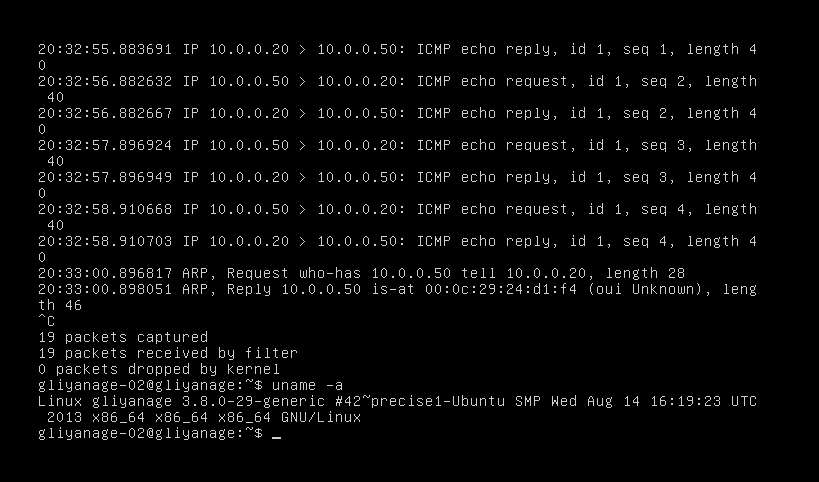 20:32:55.883691 IP 10.0.0.20 > 10.0.0.50: ICMP echo reply, id 1, seq 1, length 4
0
20:32:56.882632 IP 10.0.0.50 > 10.0.0.20: ICMP echo request, id 1, seq 2, length
 40
20:32:56.882667 IP 10.0.0.20 > 10.0.0.50: ICMP echo reply, id 1, seq 2, length 4
0
20:32:57.896924 IP 10.0.0.50 > 10.0.0.20: ICMP echo request, id 1, seq 3, length
 40
20:32:57.896949 IP 10.0.0.20 > 10.0.0.50: ICMP echo reply, id 1, seq 3, length 4
0
20:32:58.910668 IP 10.0.0.50 > 10.0.0.20: ICMP echo request, id 1, seq 4, length
 40
20:32:58.910703 IP 10.0.0.20 > 10.0.0.50: ICMP echo reply, id 1, seq 4, length 4
0
20:33:00.896817 ARP, Request who-has 10.0.0.50 tell 10.0.0.20, length 28
20:33:00.898051 ARP, Reply 10.0.0.50 is-at 00:0c:29:24:d1:f4 (oui Unknown), leng
th 46
^C
19 packets captured
19 packets received by filter
0 packets dropped by kernel
gliyanage-02@gliyanage:~$ uname -a
Linux gliyanage 3.8.0-29-generic #42~precise1-Ubuntu SMP Wed Aug 14 16:19:23 UTC
 2013 x86_64 x86_64 x86_64 GNU/Linux
gliyanage-02@gliyanage:~$ _